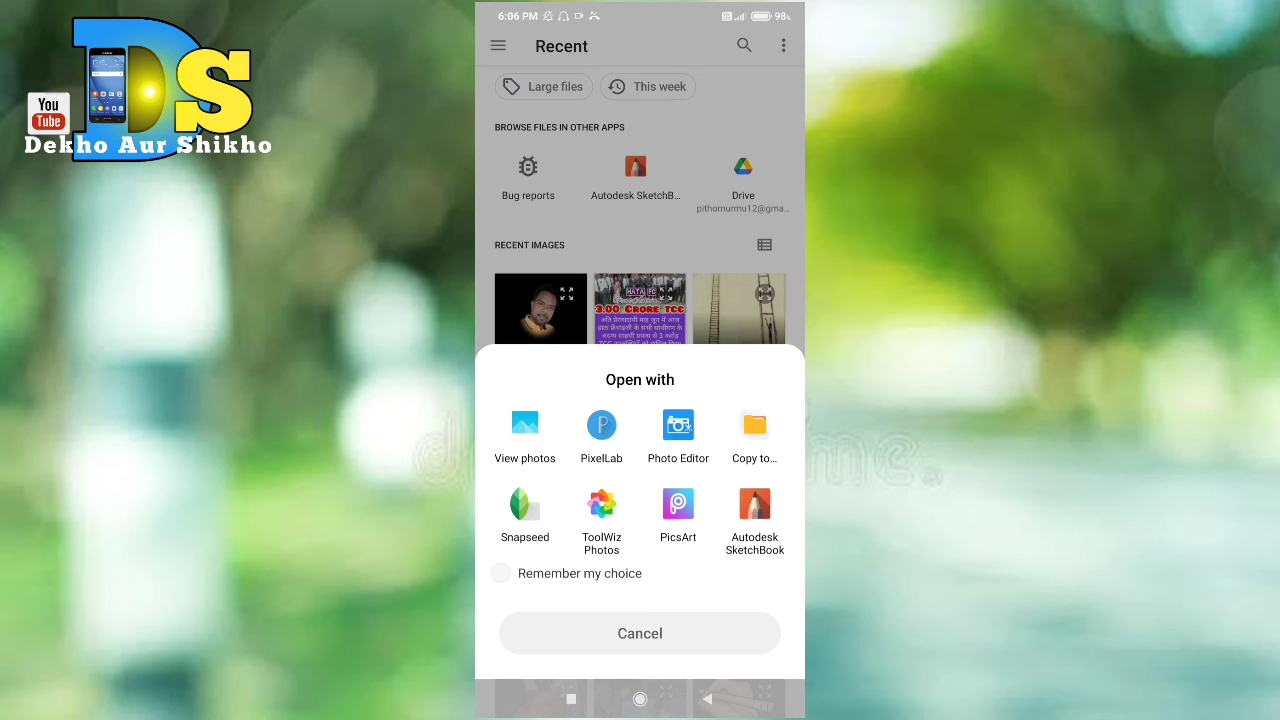 You
Tube
DS
Dekho Aur Shikho
6:06 PM
98%
Recent
Large files
This week
BROWSE FILES IN OTHER APPS
Bug reports
Autodesk SketchB...
Drive
pithomurmu12@gma...
RECENT IMAGES
HATA FG
3.00 CRORE TCC
Open with
View photos
PixelLab
Photo Editor
Copy to...
Snapseed
ToolWiz
Photos
PicsArt
Autodesk
SketchBook
Remember my choice
Cancel